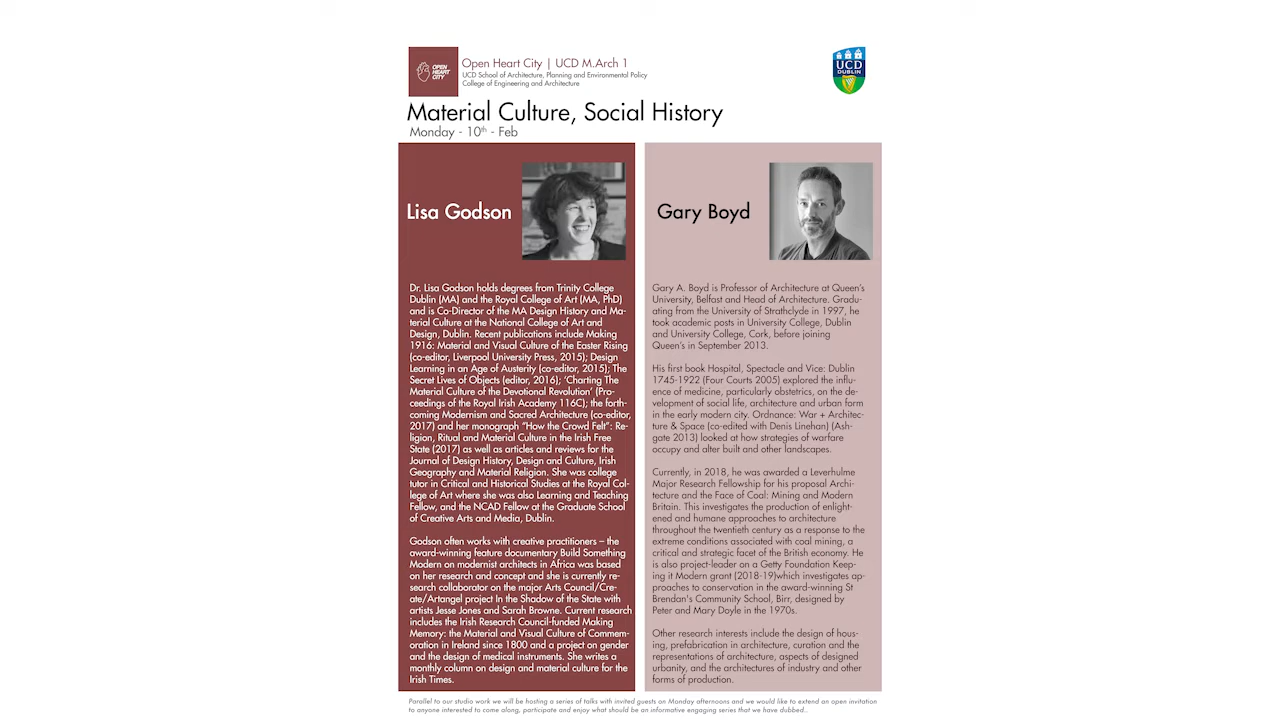 OPEN
HEART
CITY
Open Heart City | UCD M.Arch 1
UCD School of Architecture, Planning and Environmental Policy
College of Engineering and Architecture
UCD
DUBLIN
Material Culture, Social History
Monday - 10th - Feb
Lisa Godson
Dr. Lisa Godson holds degrees from Trinity College
Dublin (MA) and the Royal College of Art (MA, PhD)
and is Co-Director of the MA Design History and Ma-
terial Culture at the National College of Art and
Design, Dublin. Recent publications include Making
1916: Material and Visual Culture of the Easter Rising
(co-editor, Liverpool University Press, 2015); Design
Learning in an Age of Austerity (co-editor, 2015); The
Secret Lives of Objects (editor, 2016); ‘Charting The
Material Culture of the Devotional Revolution’ (Pro-
ceedings of the Royal Irish Academy 116C); the forth-
coming Modernism and Sacred Architecture (co-editor,
2017) and her monograph “How the Crowd Felt”: Re-
ligion, Ritual and Material Culture in the Irish Free
State (2017) as well as articles and reviews for the
Journal of Design History, Design and Culture, Irish
Geography and Material Religion. She was college
tutor in Critical and Historical Studies at the Royal Col-
lege of Art where she was also Learning and Teaching
Fellow, and the NCAD Fellow at the Graduate School
of Creative Arts and Media, Dublin.
Godson often works with creative practitioners – the
award-winning feature documentary Build Something
Modern on modernist architects in Africa was based
on her research and concept and she is currently re-
search collaborator on the major Arts Council/Cre-
ate/Artangel project In the Shadow of the State with
artists Jesse Jones and Sarah Browne. Current research
includes the Irish Research Council-funded Making
Memory: the Material and Visual Culture of Commem-
oration in Ireland since 1800 and a project on gender
and the design of medical instruments. She writes a
monthly column on design and material culture for the
Irish Times.
Gary Boyd
Gary A. Boyd is Professor of Architecture at Queen’s
University, Belfast and Head of Architecture. Gradu-
ating from the University of Strathclyde in 1997, he
took academic posts in University College, Dublin
and University College, Cork, before joining
Queen’s in September 2013.
His first book Hospital, Spectacle and Vice: Dublin
1745-1922 (Four Courts 2005) explored the influ-
ence of medicine, particularly obstetrics, on the de-
velopment of social life, architecture and urban form
in the early modern city. Ordnance: War + Architec-
ture & Space (co-edited with Denis Linehan) (Ash-
gate 2013) looked at how strategies of warfare
occupy and alter built and other landscapes.
Currently, in 2018, he was awarded a Leverhulme
Major Research Fellowship for his proposal Archi-
tecture and the Face of Coal: Mining and Modern
Britain. This investigates the production of enlight-
ened and humane approaches to architecture
throughout the twentieth century as a response to the
extreme conditions associated with coal mining, a
critical and strategic facet of the British economy. He
is also project-leader on a Getty Foundation Keep-
ing it Modern grant (2018-19)which investigates ap-
proaches to conservation in the award-winning St
Brendan's Community School, Birr, designed by
Peter and Mary Doyle in the 1970s.
Other research interests include the design of hous-
ing, prefabrication in architecture, curation and the
representations of architecture, aspects of designed
urbanity, and the architectures of industry and other
forms of production.
Parallel to our studio work we will be hosting a series of talks with invited guests on Monday afternoons and we would like to extend an open invitation
to anyone interested to come along, participate and enjoy what should be an informative engaging series that we have dubbed...